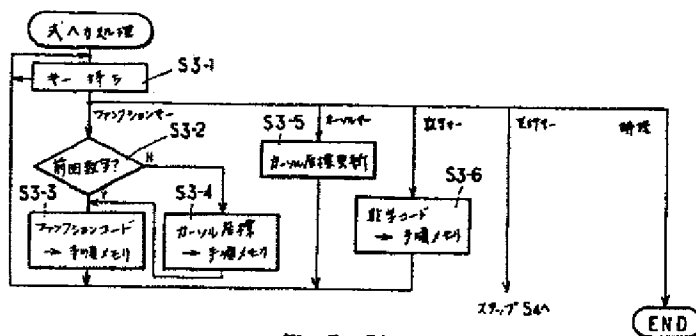 式入力処理
キー待ち
S3-1
ファンクションキー
カーソルキー
数字キー
実行キー
S3-2
前回数字?
N
Y
S3-5
カーソル座標更新
S3-6
数字コード
→ 手順メモリ
S3-3
ファンクションコード
→ 手順メモリ
S3-4
カーソル座標
→ 手順メモリ
ステップS4へ
END